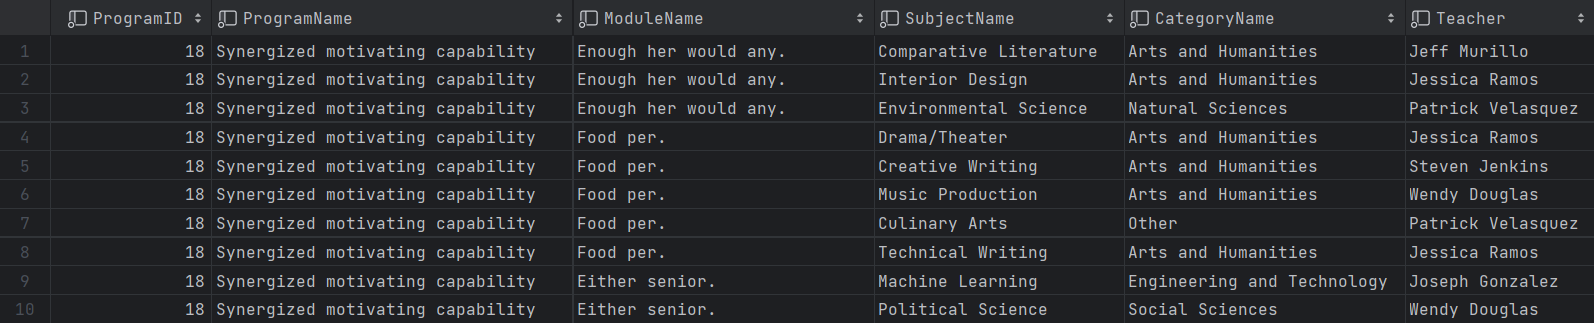 ProgramID ProgramName ModuleName SubjectName CategoryName Teacher
1 18 Synergized motivating capability Enough her would any. Comparative Literature Arts and Humanities Jeff Murillo
2 18 Synergized motivating capability Enough her would any. Interior Design Arts and Humanities Jessica Ramos
3 18 Synergized motivating capability Enough her would any. Environmental Science Natural Sciences Patrick Velasquez
4 18 Synergized motivating capability Food per. Drama/Theater Arts and Humanities Jessica Ramos
5 18 Synergized motivating capability Food per. Creative Writing Arts and Humanities Steven Jenkins
6 18 Synergized motivating capability Food per. Music Production Arts and Humanities Wendy Douglas
7 18 Synergized motivating capability Food per. Culinary Arts Other Patrick Velasquez
8 18 Synergized motivating capability Food per. Technical Writing Arts and Humanities Jessica Ramos
9 18 Synergized motivating capability Either senior. Machine Learning Engineering and Technology Joseph Gonzalez
10 18 Synergized motivating capability Either senior. Political Science Social Sciences Wendy Douglas